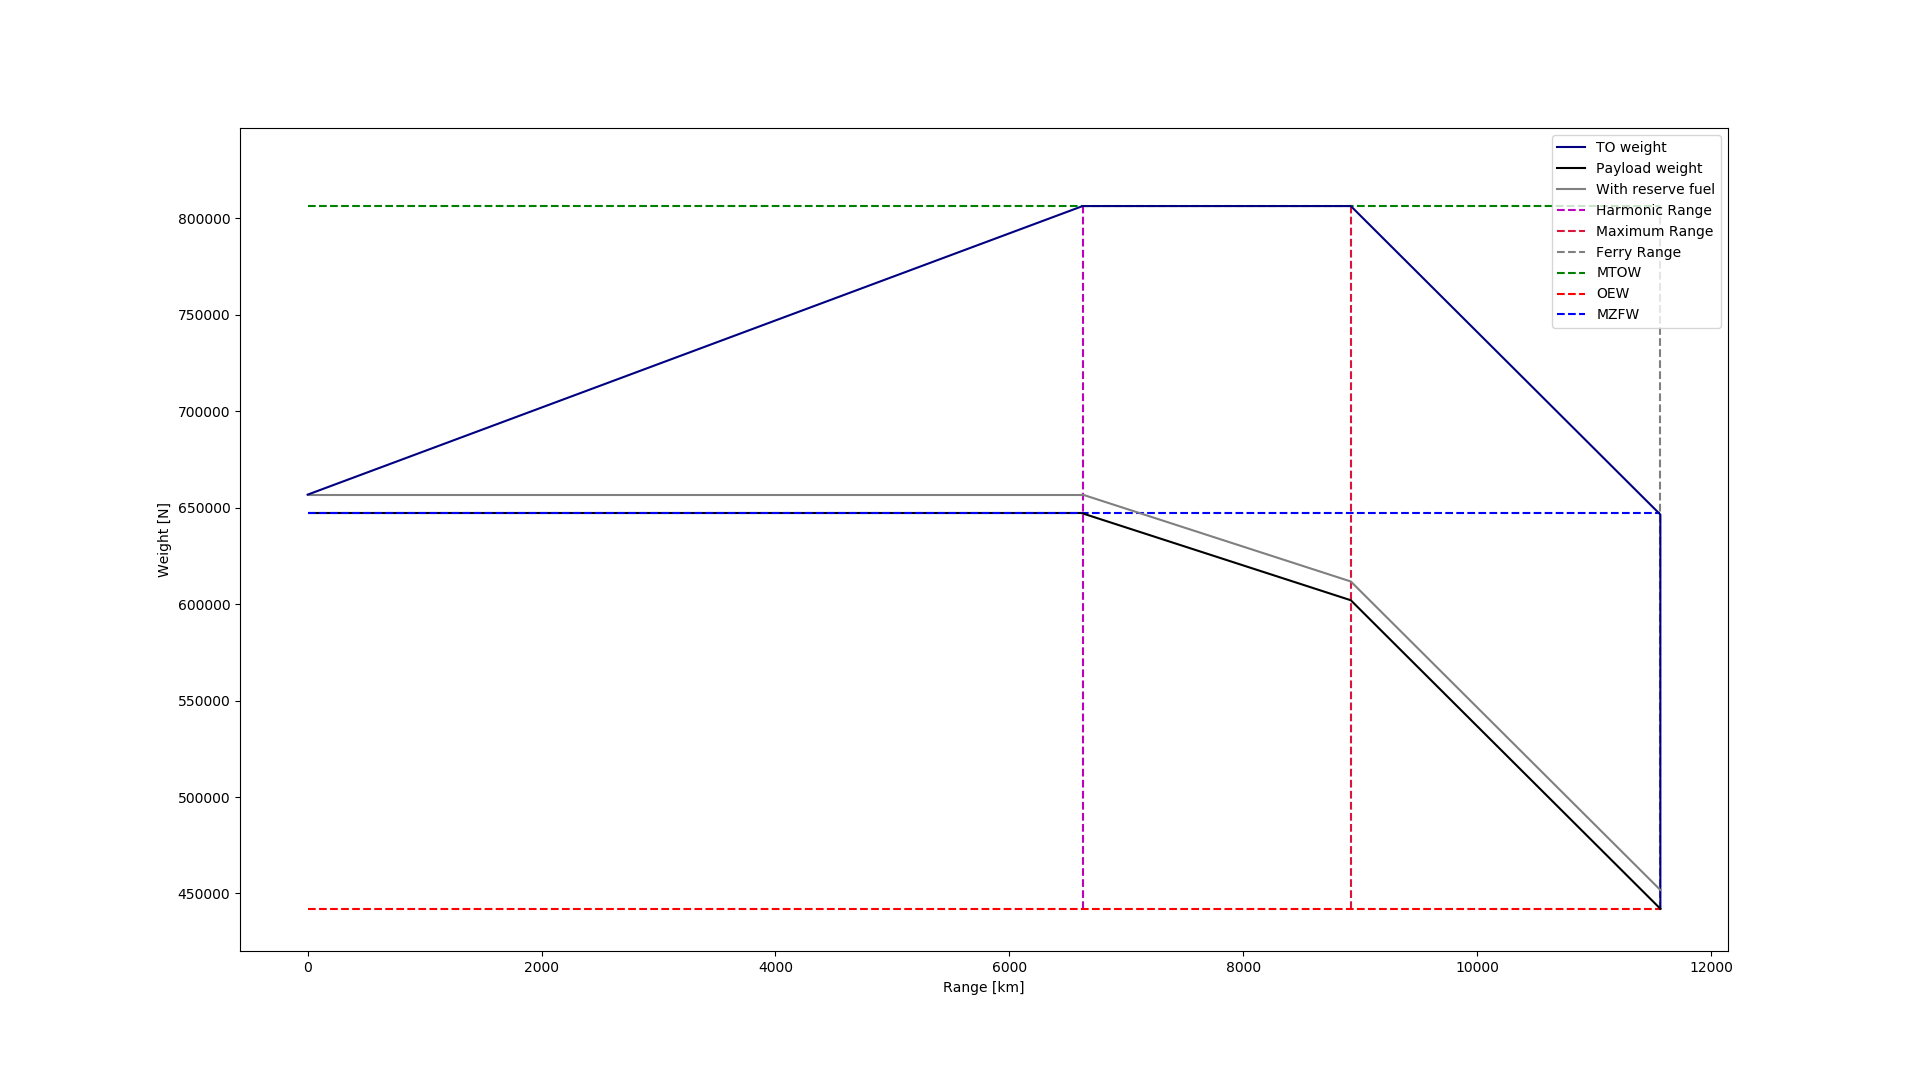 TO weight
Payload weight
With reserve fuel
Harmonic Range
Maximum Range
Ferry Range
MTOW
OEW
MZFW
800000
750000
700000
650000
600000
550000
500000
450000
Weight [N]
0 2000 4000 6000 8000 10000 12000
Range [km]